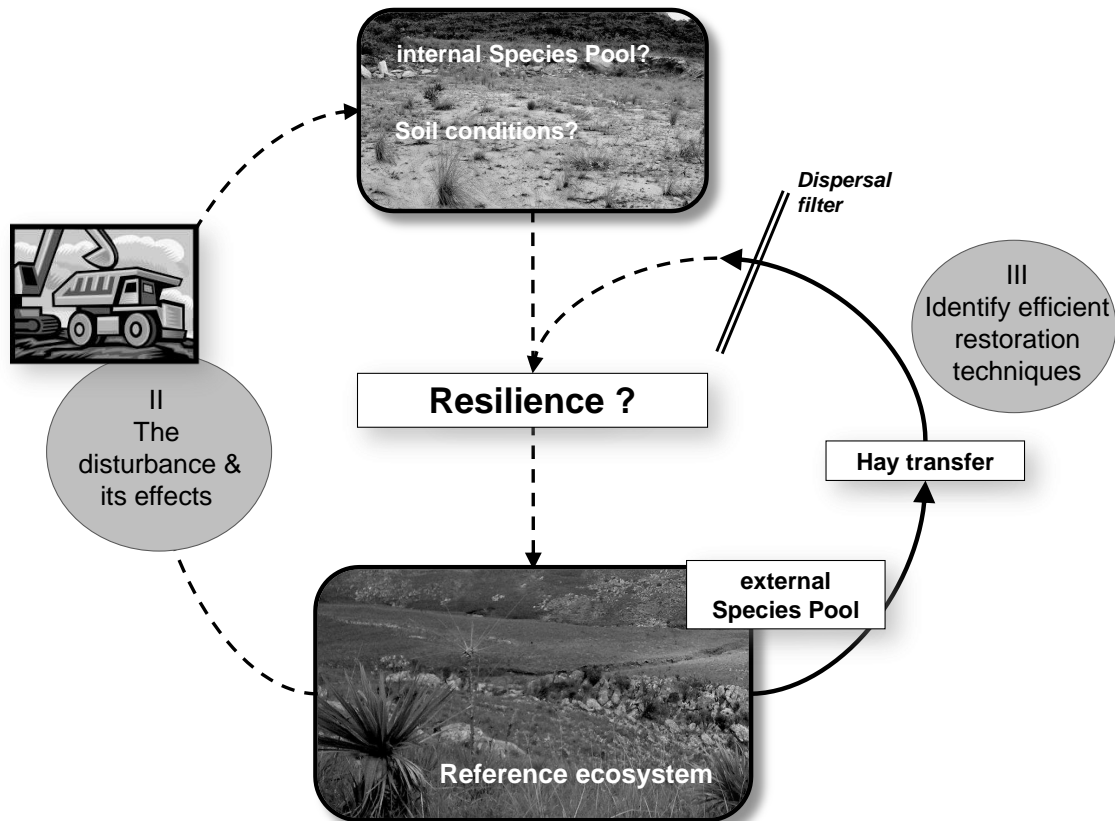 internal Species Pool?
Soil conditions?
Dispersal
filter
III
Identify efficient
restoration
techniques
II
The
disturbance &
its effects
Resilience ?
Hay transfer
external
Species Pool
Reference ecosystem